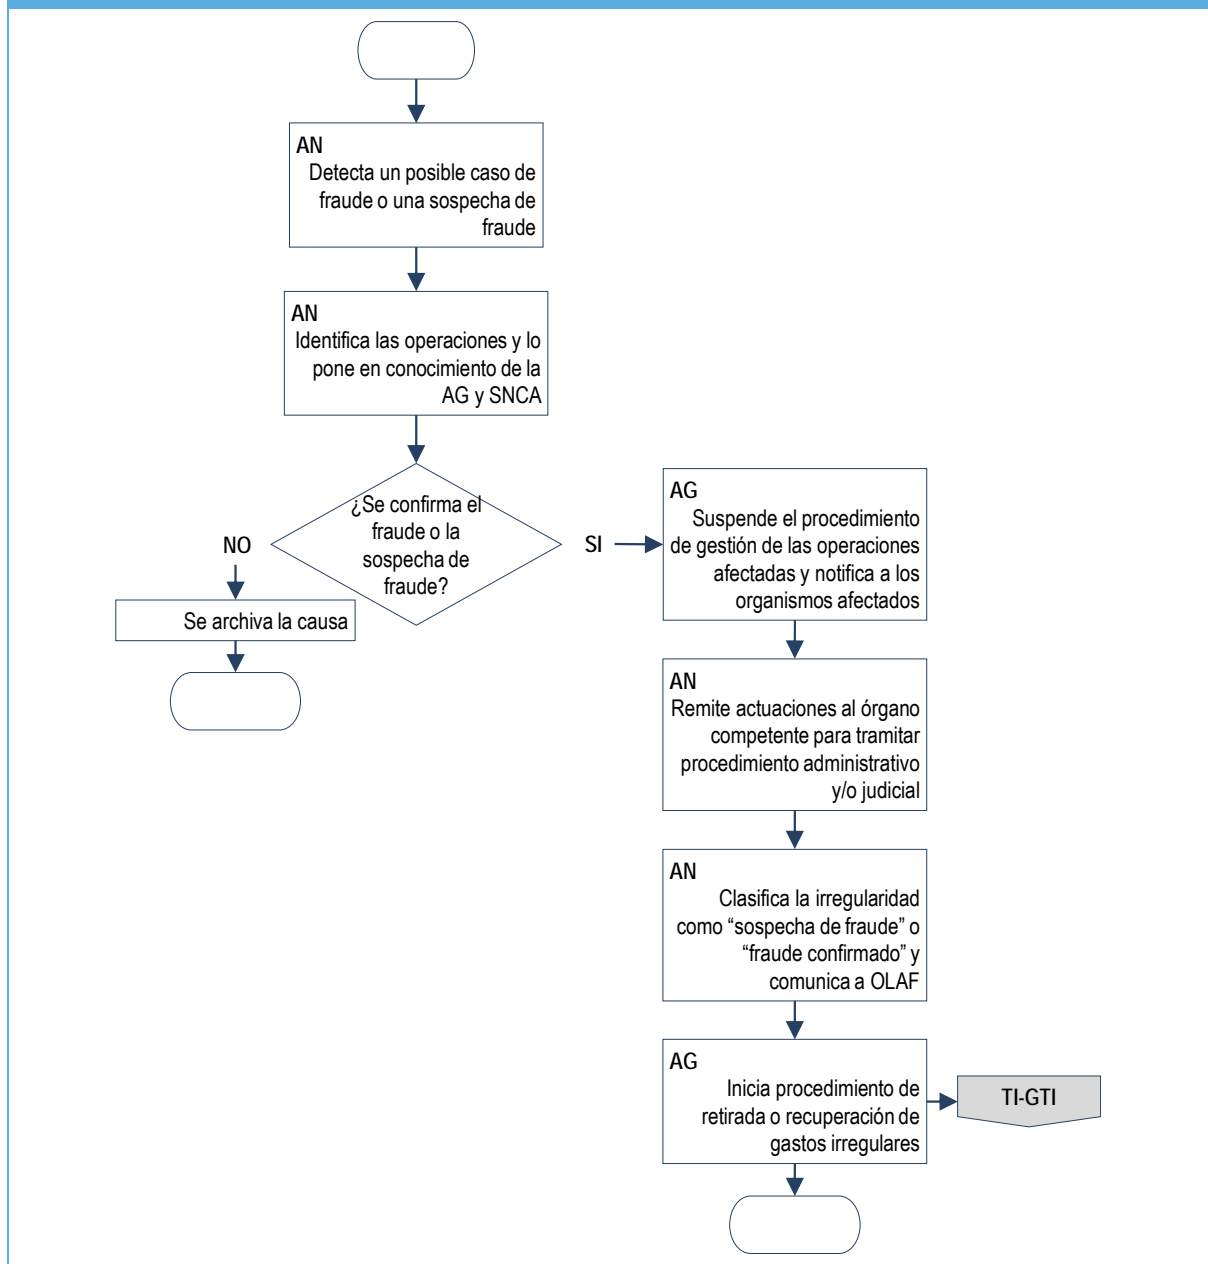 AN
Detecta un posible caso de
fraude o una sospecha de
fraude
AN
Identifica las operaciones y lo
pone en conocimiento de la
AG y SNCA
¿Se confirma el
fraude o la
sospecha de
fraude?
NO
Se archiva la causa
SI
AG
Suspende el procedimiento
de gestión de las operaciones
afectadas y notifica a los
organismos afectados
AN
Remite actuaciones al órgano
competente para tramitar
procedimiento administrativo
y/o judicial
AN
Clasifica la irregularidad
como “sospecha de fraude” o
“fraude confirmado” y
comunica a OLAF
AG
Inicia procedimiento de
retirada o recuperación de
gastos irregulares
TI-GTI